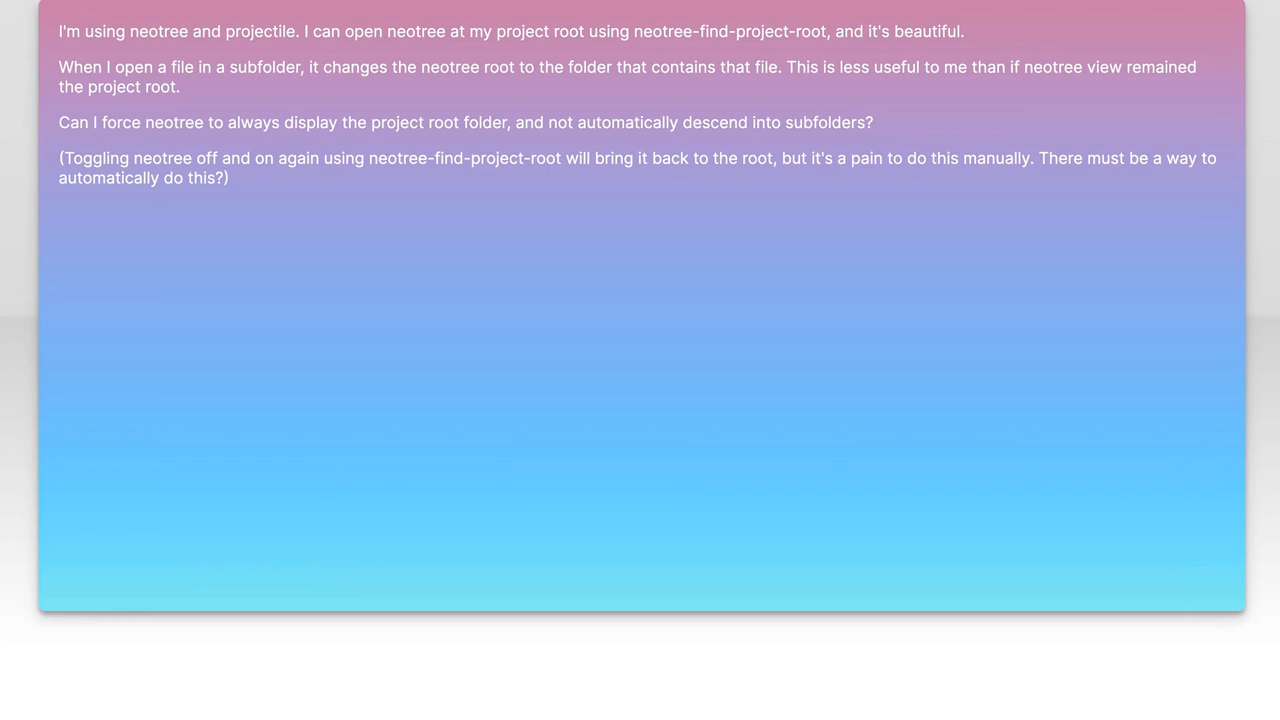 I'm using neotree and projectile. I can open neotree at my project root using neotree-find-project-root, and it's beautiful.
When I open a file in a subfolder, it changes the neotree root to the folder that contains that file. This is less useful to me than if neotree view remained
the project root.
Can I force neotree to always display the project root folder, and not automatically descend into subfolders?
(Toggling neotree off and on again using neotree-find-project-root will bring it back to the root, but it's a pain to do this manually. There must be a way to
automatically do this?)